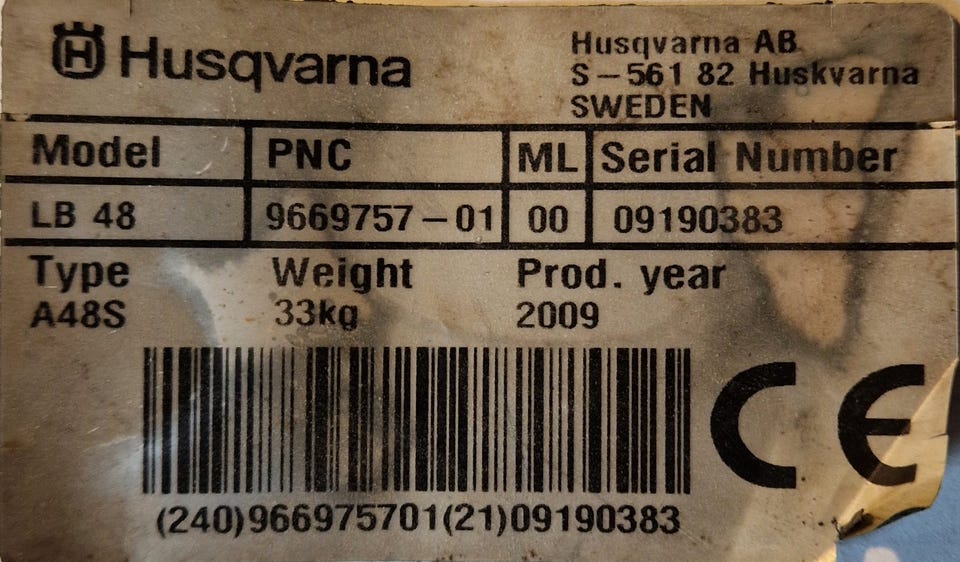 H Husqvarna
Husqvarna AB
S-561 82 Huskvarna
SWEDEN
Model PNC ML Serial Number
LB 48 9669757-01 00 09190383
Type Weight Prod. year
A48S 33kg 2009
CE
(240)966975701(21)09190383